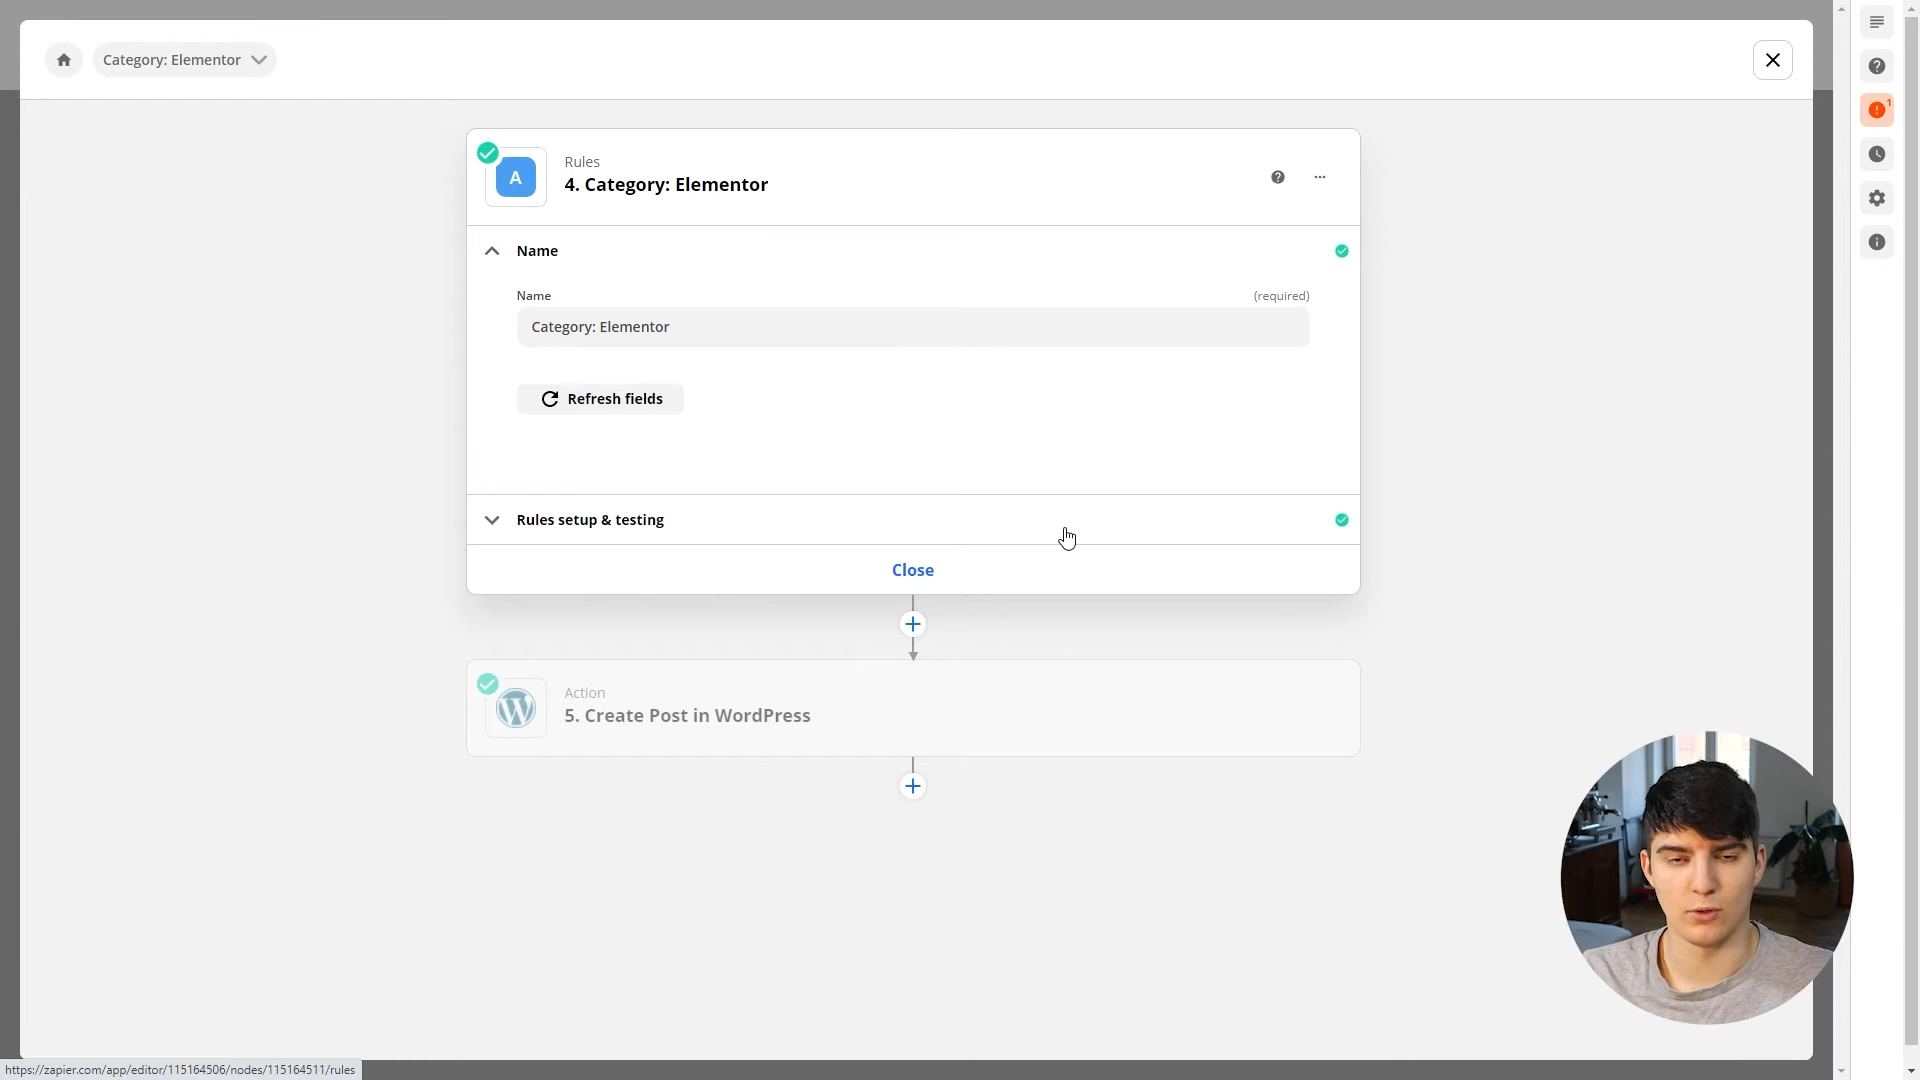 Category: Elementor
1
A
Rules
4. Category: Elementor
...
Name
Name
(required)
Category: Elementor
Refresh fields
Rules setup & testing
Close
Action
5. Create Post in WordPress
https://zapier.com/app/editor/115164506/nodes/115164511/rules